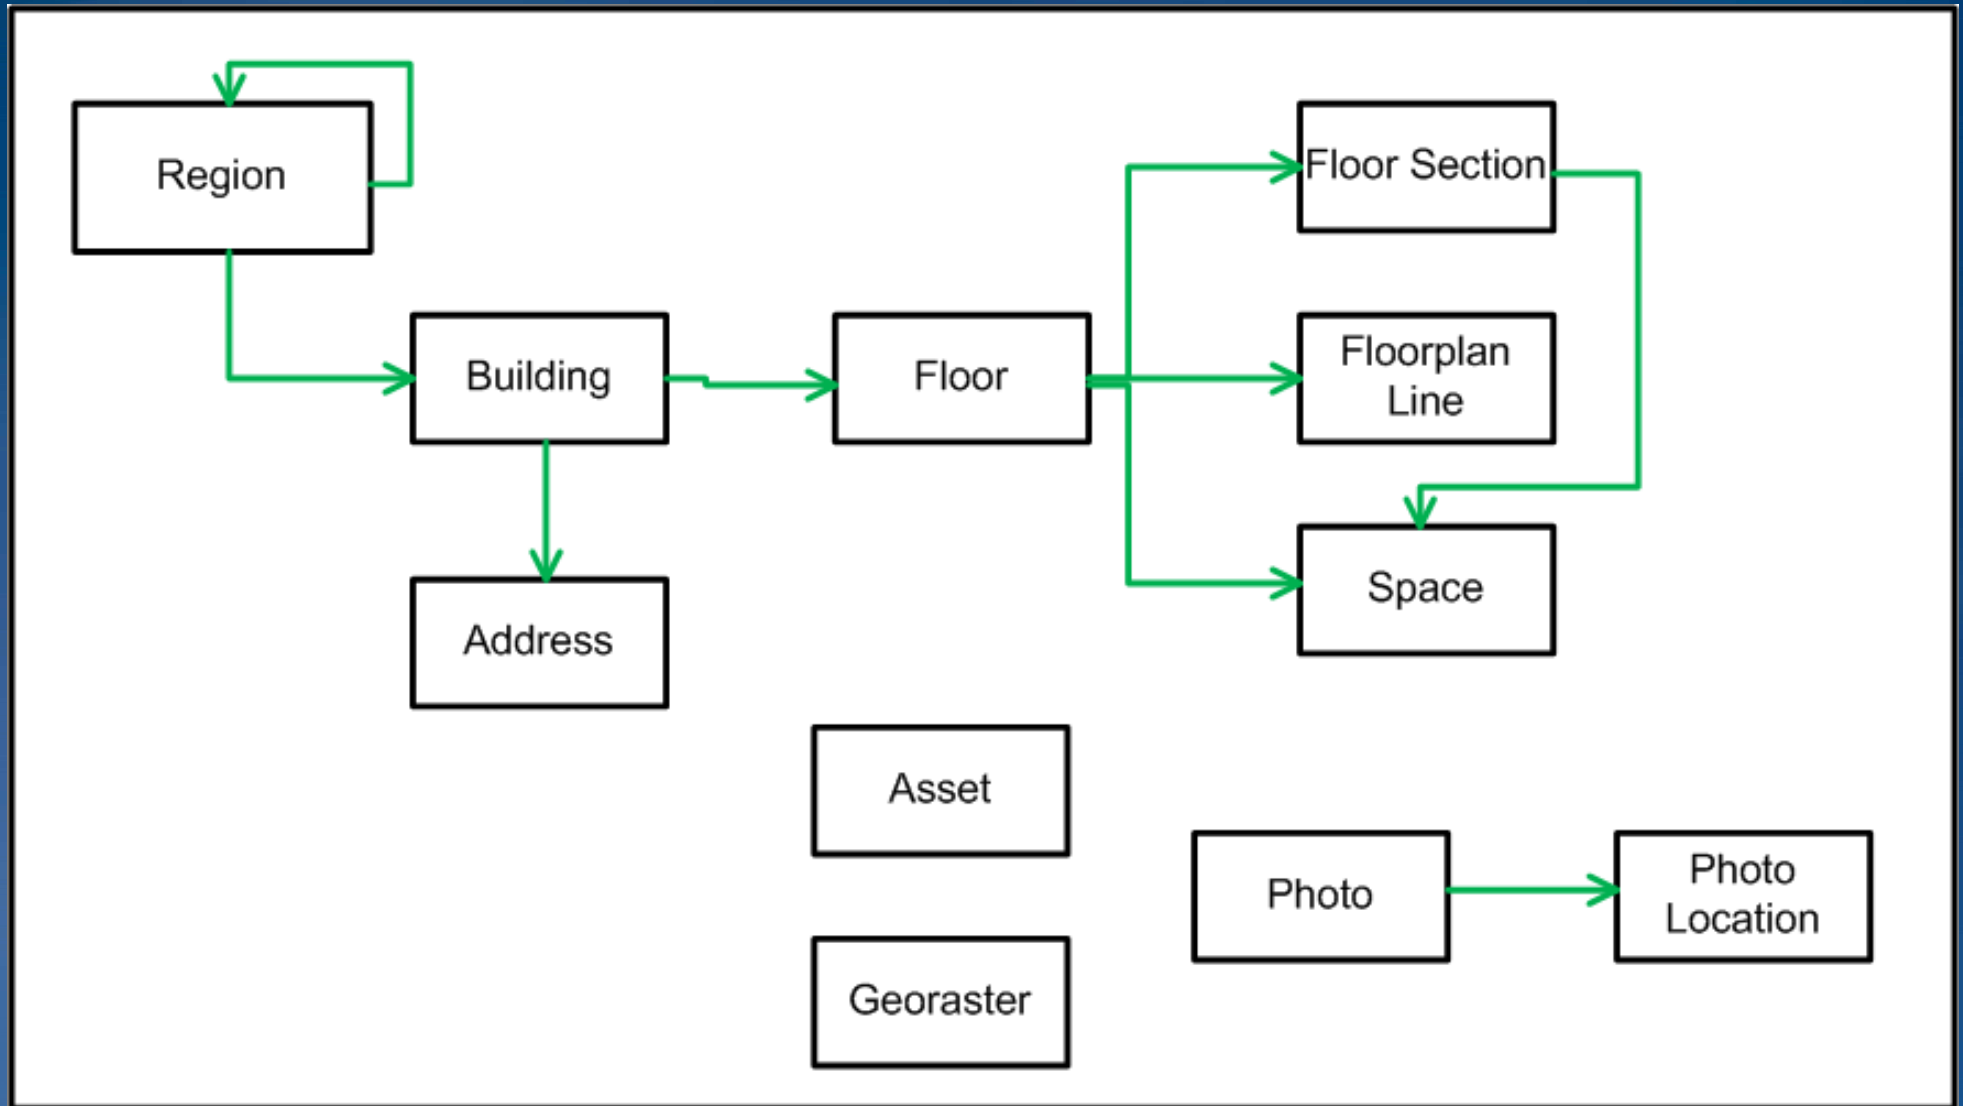 Region
Floor Section
Building
Floor
Floorplan
Line
Space
Address
Asset
Photo
Photo
Location
Georaster